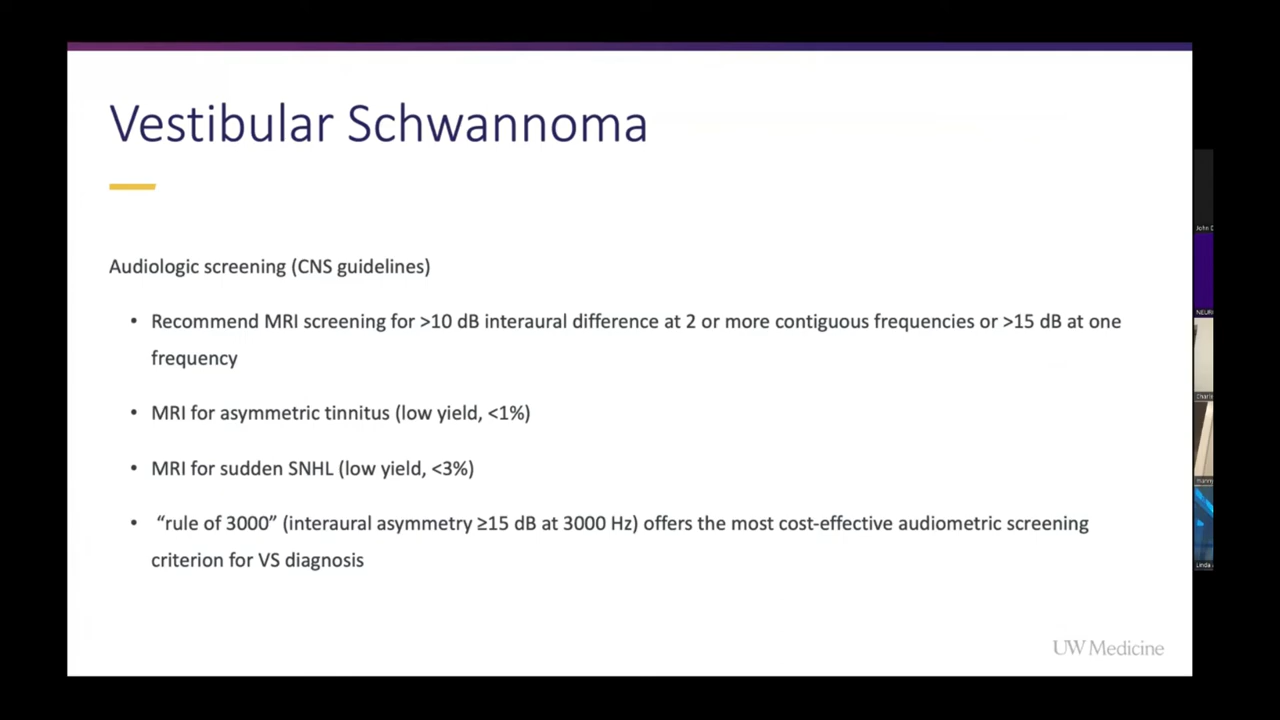 Vestibular Schwannoma
Audiologic screening (CNS guidelines)
• Recommend MRI screening for >10 dB interaural difference at 2 or more contiguous frequencies or >15 dB at one
frequency
• MRI for asymmetric tinnitus (low yield, <1%)
• MRI for sudden SNHL (low yield, <3%)
• “rule of 3000” (interaural asymmetry ≥15 dB at 3000 Hz) offers the most cost-effective audiometric screening
criterion for VS diagnosis
UW Medicine
John D
NEURO
Linda